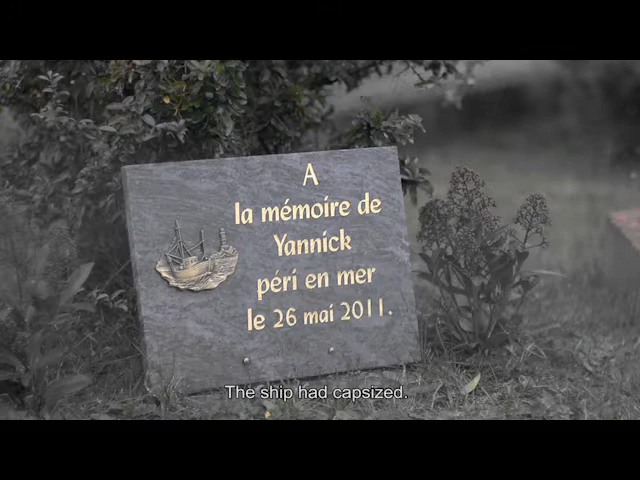 A
la mémoire de
Yannick
péri en mer
le 26 mai 2011.
The ship had capsized.